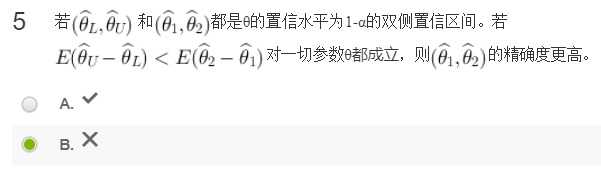 5 若(θ̂_L,θ̂_U) 和(θ̂_1,θ̂_2)都是θ的置信水平为1-α的双侧置信区间。若
E(θ̂_U − θ̂_L) < E(θ̂_2 − θ̂_1) 对一切参数θ都成立，则(θ̂_1,θ̂_2)的精确度更高。
A. ✓
B. ✕